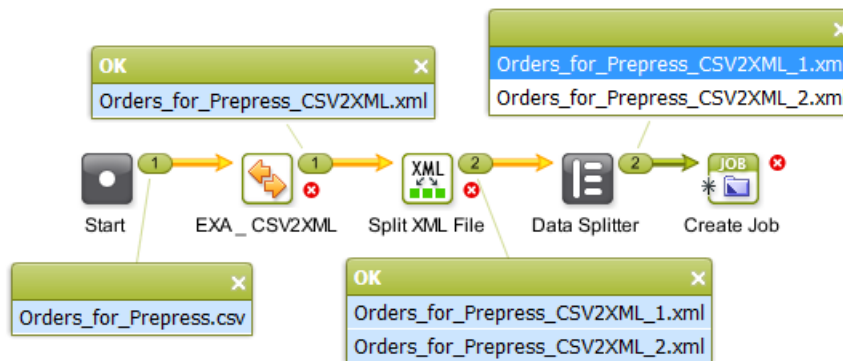 OK
Orders_for_Prepress_CSV2XML.xml
Orders_for_Prepress_CSV2XML_1.xm
Orders_for_Prepress_CSV2XML_2.xm
1
1
2
2
XML
JOB
Start
EXA_ CSV2XML
Split XML File
Data Splitter
Create Job
Orders_for_Prepress.csv
OK
Orders_for_Prepress_CSV2XML_1.xml
Orders_for_Prepress_CSV2XML_2.xml